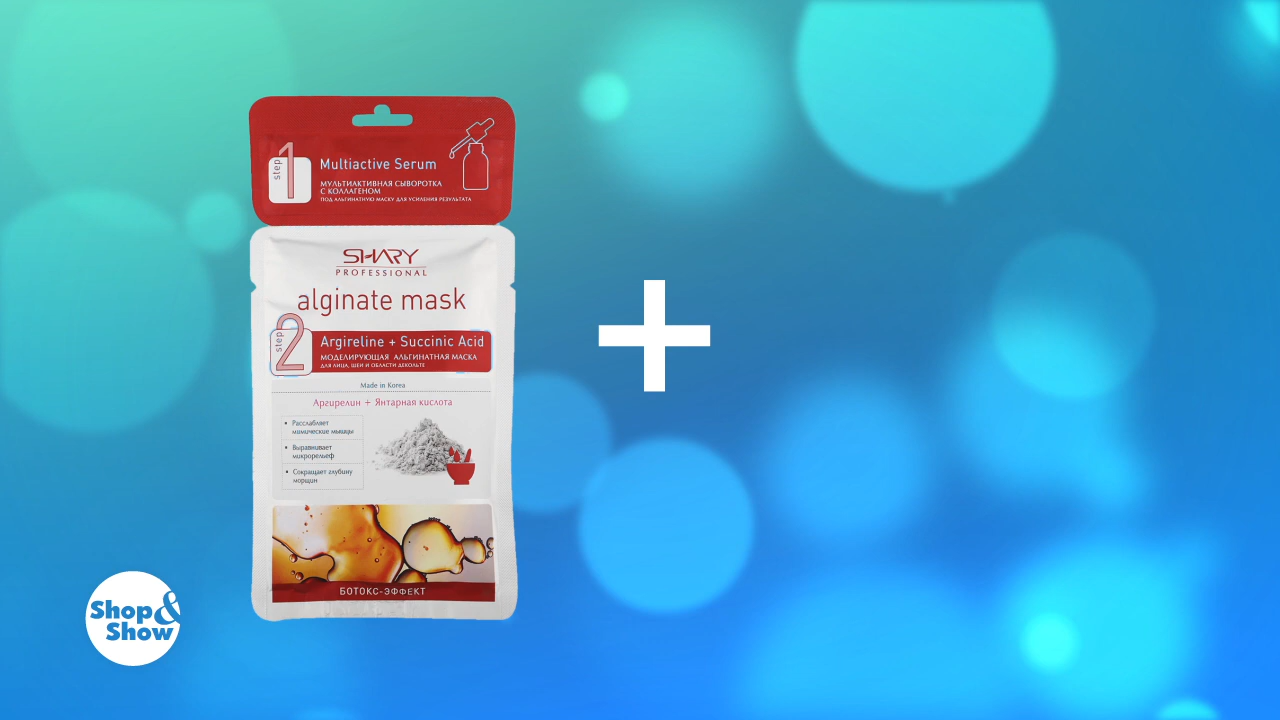 step
1
Multiactive Serum
МУЛЬТИАКТИВНАЯ СЫВОРОТКА
С КОЛЛАГЕНОМ
ПОД АЛЬГИНАТНУЮ МАСКУ ДЛЯ УСИЛЕНИЯ РЕЗУЛЬТАТА
SHARY
PROFESSIONAL
alginate mask
step
2
Argireline + Succinic Acid
МОДЕЛИРУЮЩАЯ АЛЬГИНАТНАЯ МАСКА
ДЛЯ ЛИЦА, ШЕИ И ОБЛАСТИ ДЕКОЛЬТЕ
Made in Korea
Аргирелин + Янтарная кислота
• Расслабляет
мимические мышцы
• Выравнивает
микрорельеф
• Сокращает глубину
морщин
БОТОКС-ЭФФЕКТ
+
Shop&
Show